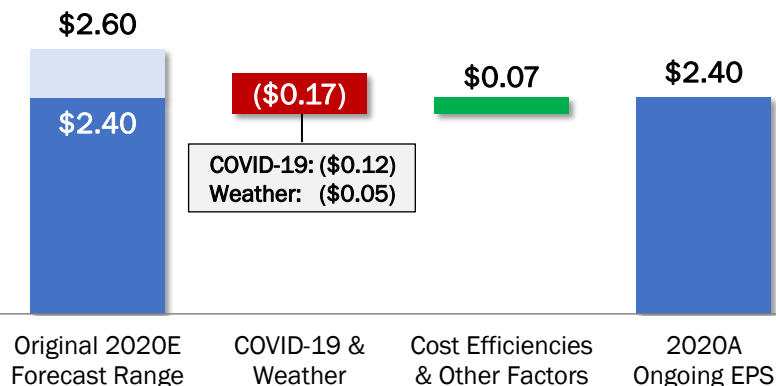 $2.60
$2.40
($0.17)
COVID-19: ($0.12)
Weather: ($0.05)
$0.07
$2.40
Original 2020E
Forecast Range
COVID-19 &
Weather
Cost Efficiencies
& Other Factors
2020A
Ongoing EPS